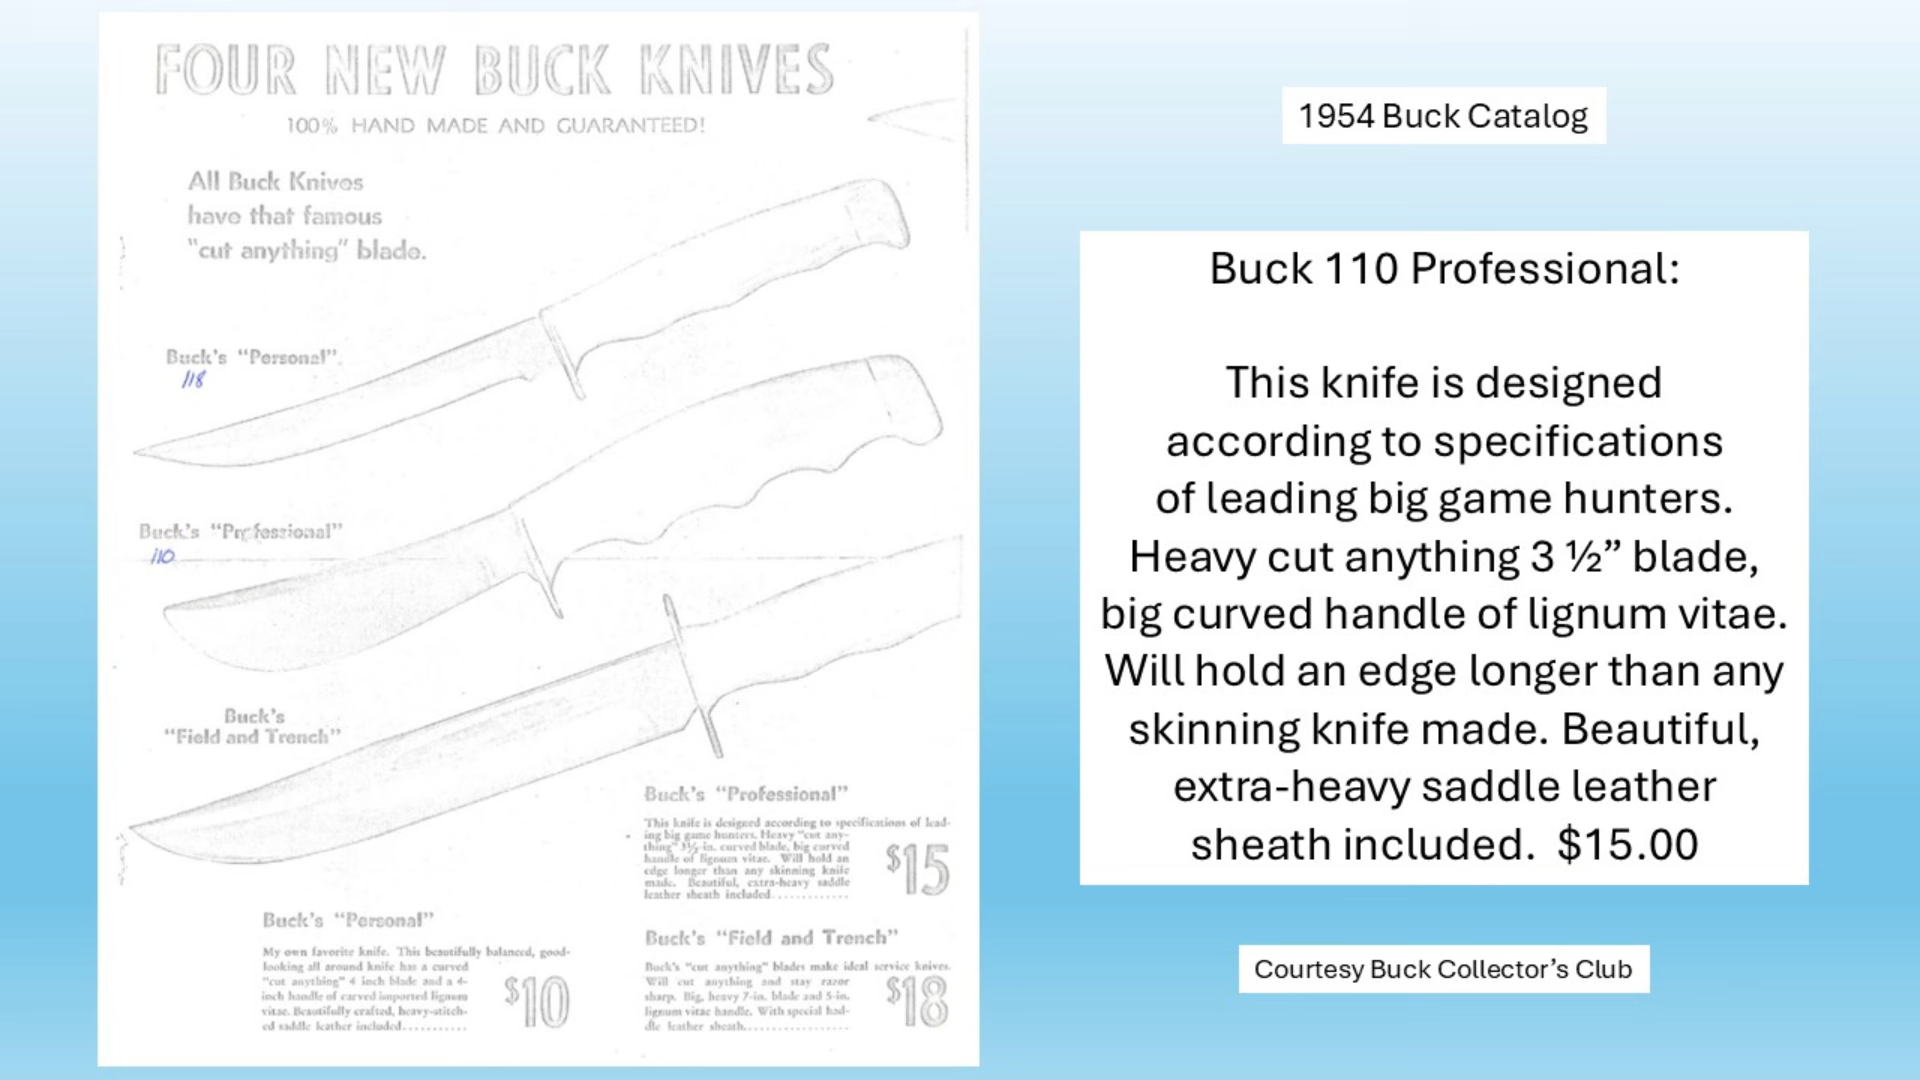 FOUR NEW BUCK KNIVES
100% HAND MADE AND GUARANTEED!
All Buck Knives
have that famous
"cut anything" blade.
Buck's "Personal".
118
Buck's "Professional"
110
Buck's
"Field and Trench"
Buck's "Professional"
This knife is designed according to specifications of lead-
ing big game hunters. Heavy "cut any-
thing" 3½-in. curved blade, big curved
handle of lignum vitae. Will hold an
edge longer than any skinning knife
made. Beautiful, extra-heavy saddle
leather sheath included.............
$15
Buck's "Personal"
My own favorite knife. This beautifully balanced, good-
looking all around knife has a curved
"cut anything" 4 inch blade and a 4-
inch handle of carved imported lignum
vitae. Beautifully crafted, heavy-stitch-
ed saddle leather included...........
$10
Buck's "Field and Trench"
Buck's "cut anything" blades make ideal service knives.
Will cut anything and stay razor
sharp. Big, heavy 7-in. blade and 5-in.
lignum vitae handle. With special had-
dle leather sheath..................
$18
1954 Buck Catalog
Buck 110 Professional:
This knife is designed
according to specifications
of leading big game hunters.
Heavy cut anything 3 ½” blade,
big curved handle of lignum vitae.
Will hold an edge longer than any
skinning knife made. Beautiful,
extra-heavy saddle leather
sheath included.  $15.00
Courtesy Buck Collector’s Club